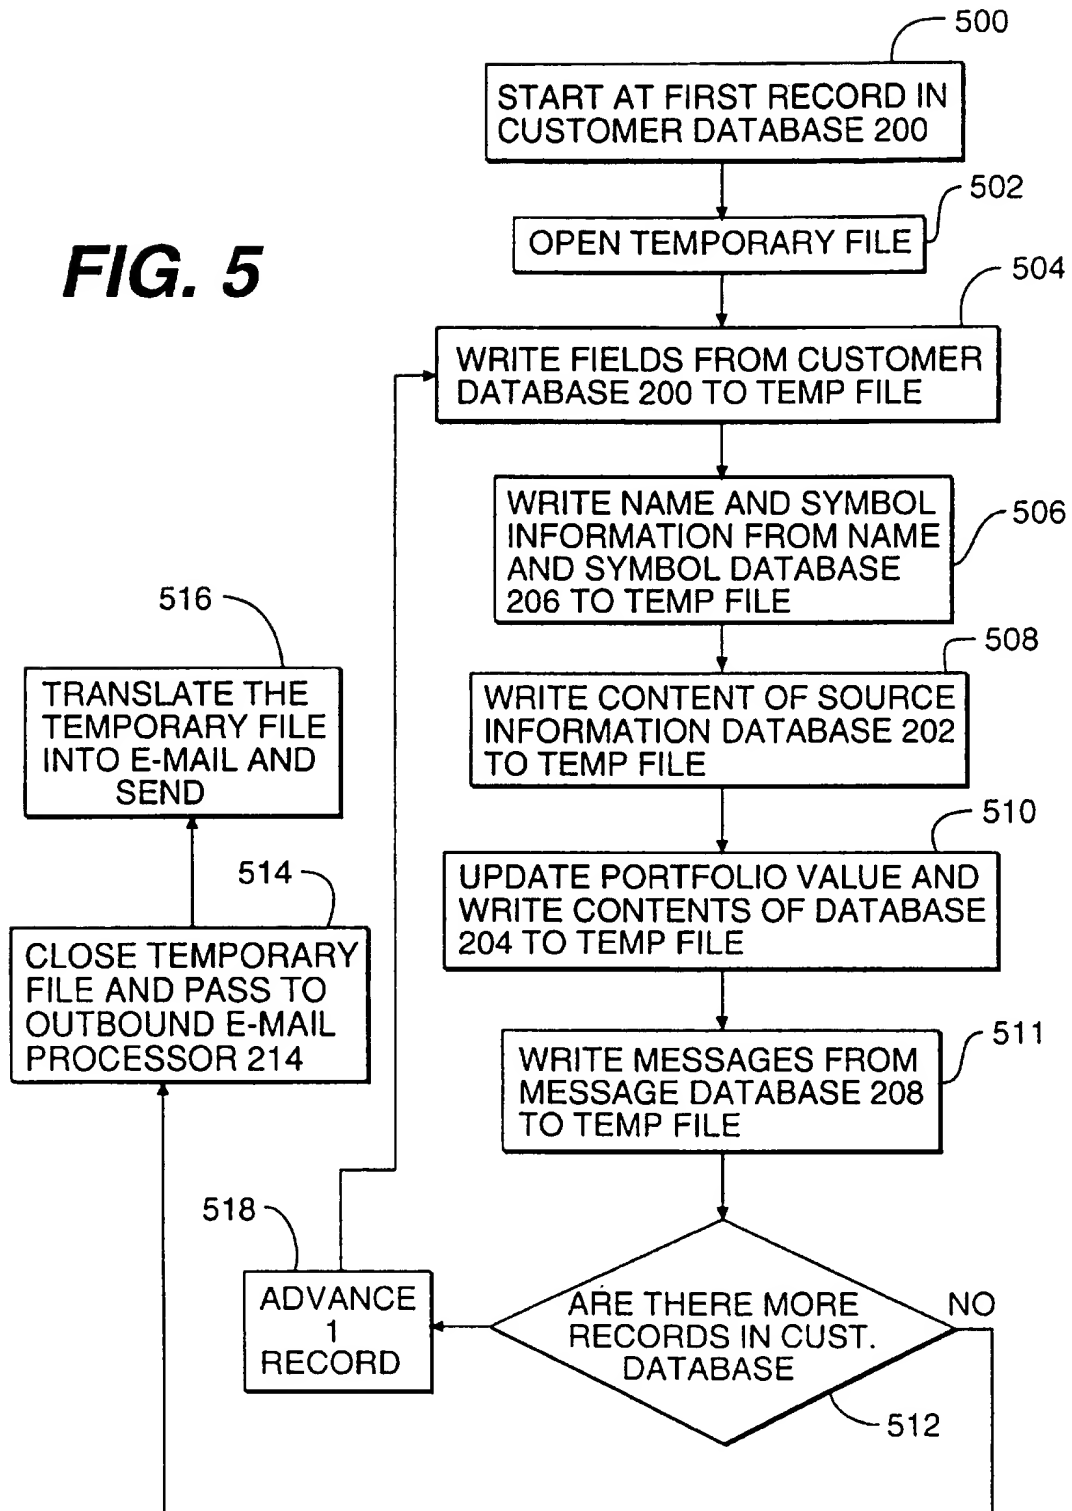 500
START AT FIRST RECORD IN
CUSTOMER DATABASE 200
502
OPEN TEMPORARY FILE
FIG. 5
504
WRITE FIELDS FROM CUSTOMER
DATABASE 200 TO TEMP FILE
506
WRITE NAME AND SYMBOL
INFORMATION FROM NAME
AND SYMBOL DATABASE
206 TO TEMP FILE
508
WRITE CONTENT OF SOURCE
INFORMATION DATABASE 202
TO TEMP FILE
510
UPDATE PORTFOLIO VALUE AND
WRITE CONTENTS OF DATABASE
204 TO TEMP FILE
511
WRITE MESSAGES FROM
MESSAGE DATABASE 208
TO TEMP FILE
ARE THERE MORE
RECORDS IN CUST.
DATABASE
NO
512
518
ADVANCE
1
RECORD
514
CLOSE TEMPORARY
FILE AND PASS TO
OUTBOUND E-MAIL
PROCESSOR 214
516
TRANSLATE THE
TEMPORARY FILE
INTO E-MAIL AND
SEND